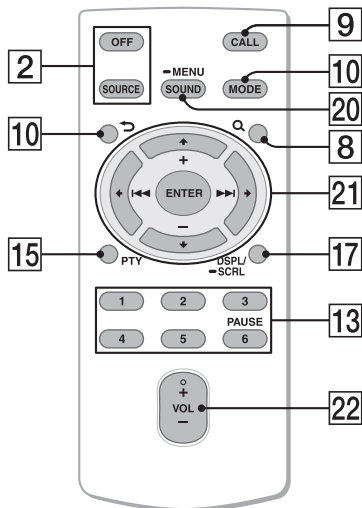 2
OFF
CALL
9
–MENU
SOURCE
SOUND
MODE
10
20
10
8
+
ENTER
–
21
15
PTY
DSPL/
–SCRL
17
1
2
3
PAUSE
4
5
6
13
+
VOL
–
22